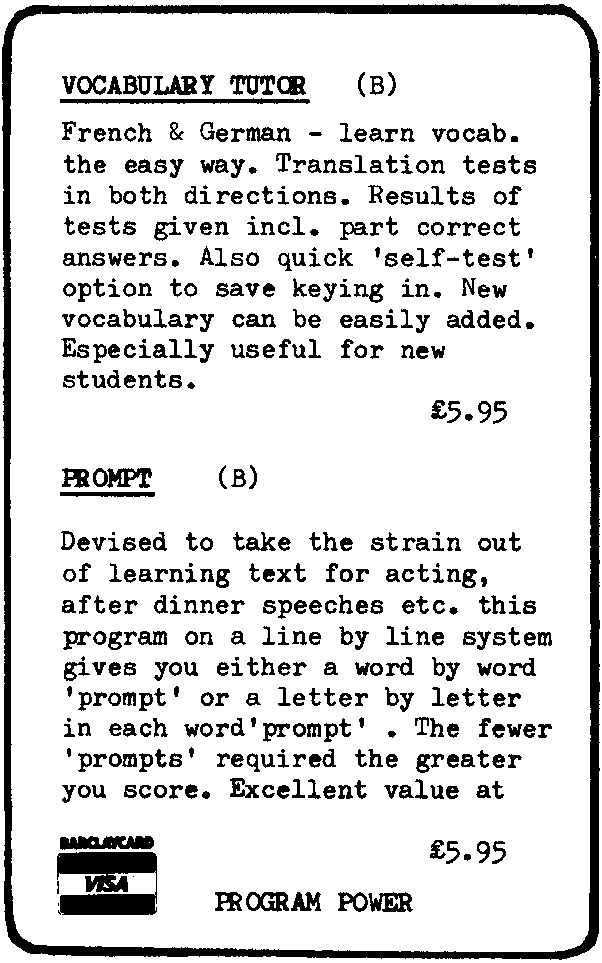 VOCABULARY TUTOR (B)
French & German - learn vocab.
the easy way. Translation tests
in both directions. Results of
tests given incl. part correct
answers. Also quick 'self-test'
option to save keying in. New
vocabulary can be easily added.
Especially useful for new
students.
£5.95
PROMPT (B)
Devised to take the strain out
of learning text for acting,
after dinner speeches etc. this
program on a line by line system
gives you either a word by word
'prompt' or a letter by letter
in each word'prompt' . The fewer
'prompts' required the greater
you score. Excellent value at
£5.95
BARCLAYCARD
VISA
PROGRAM POWER